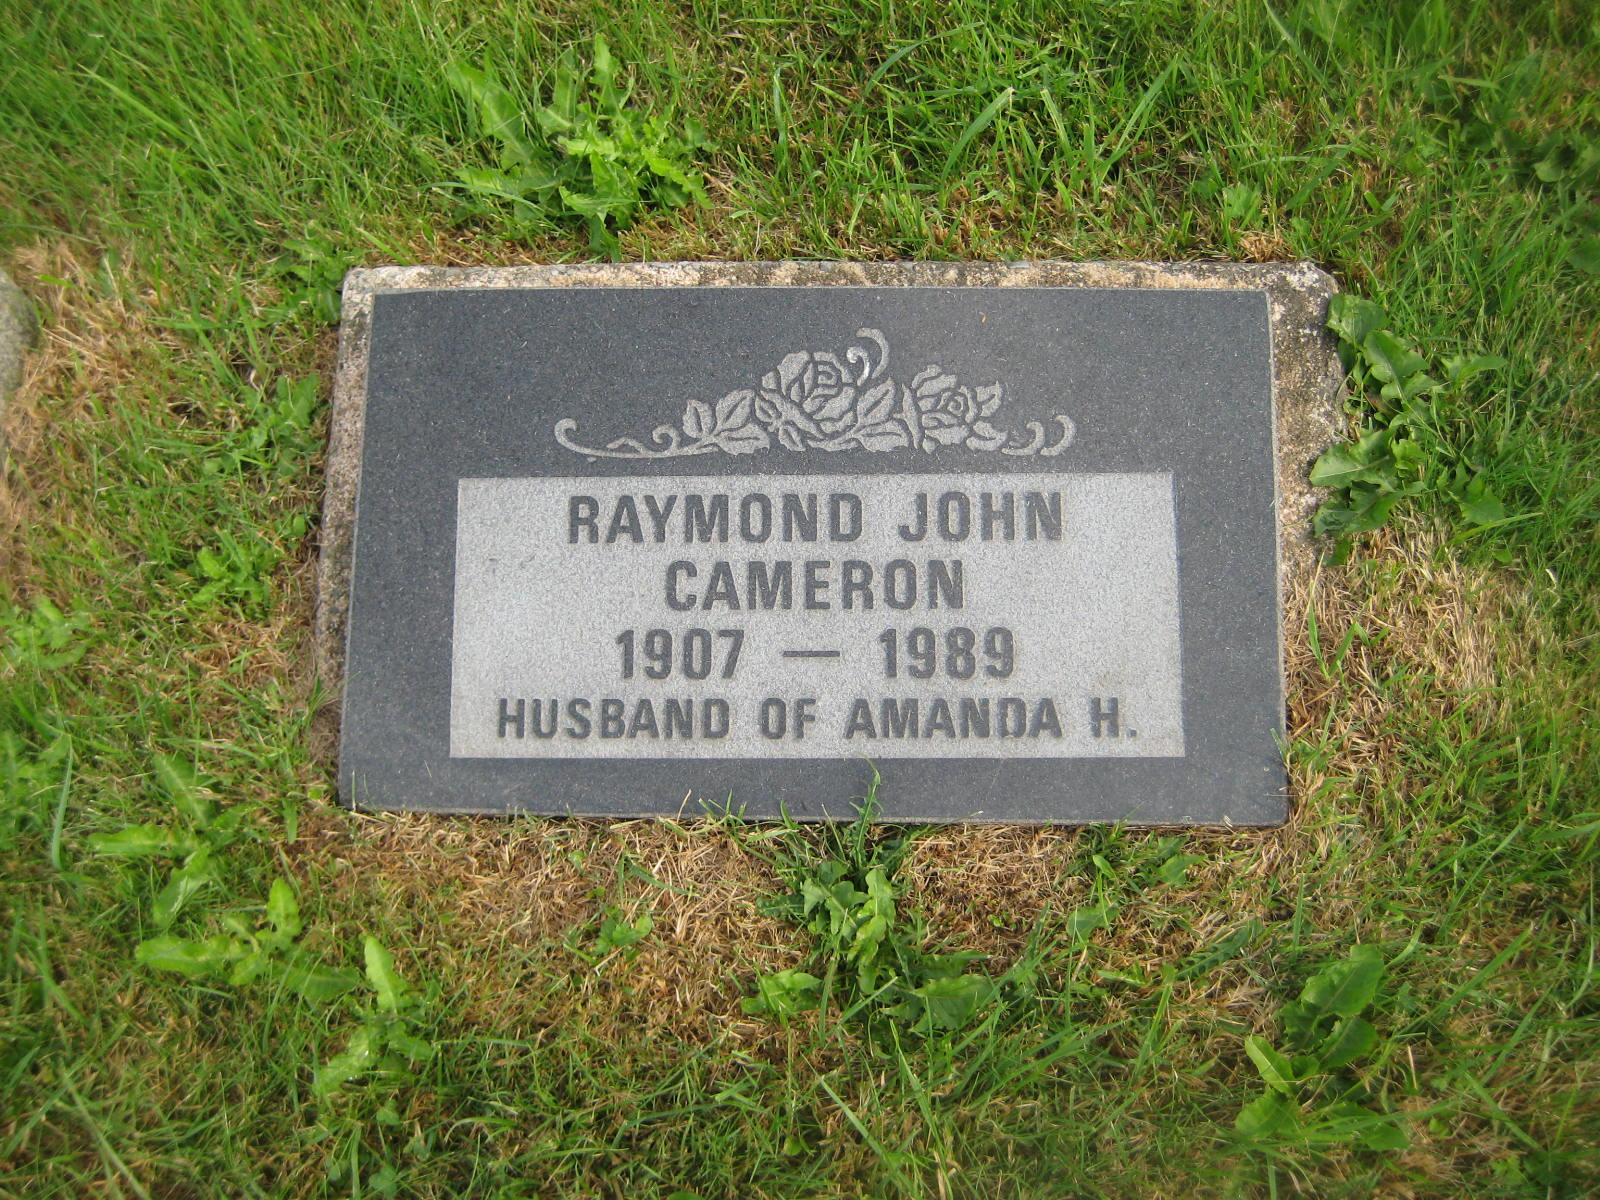 RAYMOND JOHN
CAMERON
1907 — 1989
HUSBAND OF AMANDA H.